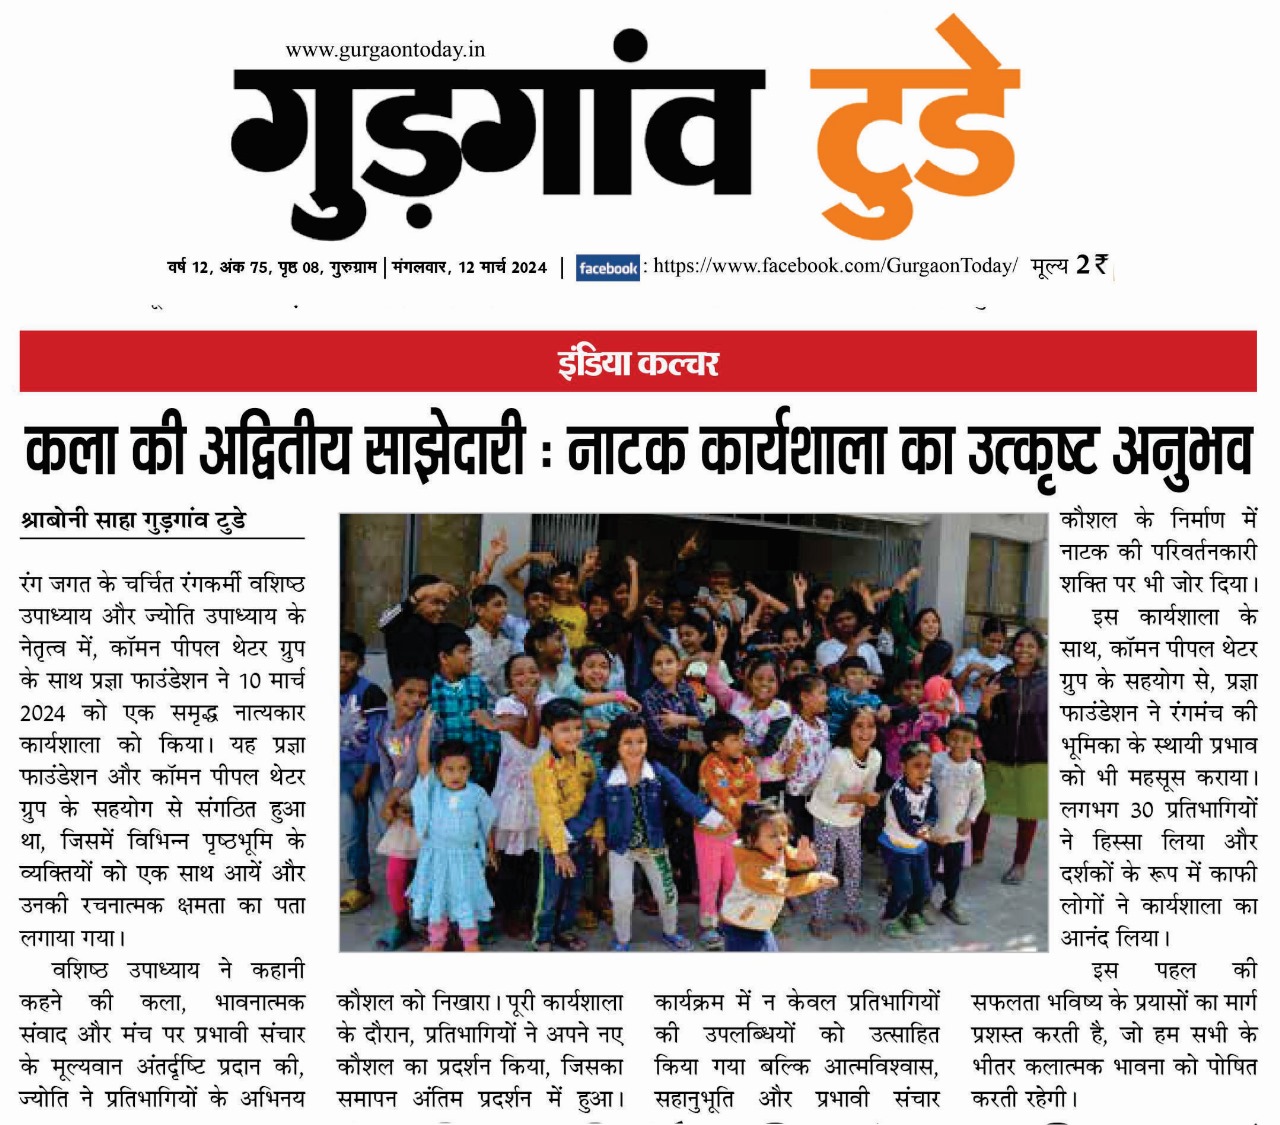 www.gurgaontoday.in
गुड़गांव टुडे
वर्ष 12, अंक 75, पृष्ठ 08, गुरुग्राम | मंगलवार, 12 मार्च 2024 | facebook : https://www.facebook.com/GurgaonToday/ मूल्य 2₹
इंडिया कल्चर
कला की अद्वितीय साझेदारी : नाटक कार्यशाला का उत्कृष्ट अनुभव
श्राबोनी साहा गुड़गांव टुडे
रंग जगत के चर्चित रंगकर्मी वशिष्ठ
उपाध्याय और ज्योति उपाध्याय के
नेतृत्व में, कॉमन पीपल थेटर ग्रुप
के साथ प्रज्ञा फाउंडेशन ने 10 मार्च
2024 को एक समृद्ध नात्यकार
कार्यशाला को किया। यह प्रज्ञा
फाउंडेशन और कॉमन पीपल थेटर
ग्रुप के सहयोग से संगठित हुआ
था, जिसमें विभिन्न पृष्ठभूमि के
व्यक्तियों को एक साथ आयें और
उनकी रचनात्मक क्षमता का पता
लगाया गया।
वशिष्ठ उपाध्याय ने कहानी
कहने की कला, भावनात्मक
संवाद और मंच पर प्रभावी संचार
के मूल्यवान अंतर्दृष्टि प्रदान की,
ज्योति ने प्रतिभागियों के अभिनय
कौशल को निखारा। पूरी कार्यशाला
के दौरान, प्रतिभागियों ने अपने नए
कौशल का प्रदर्शन किया, जिसका
समापन अंतिम प्रदर्शन में हुआ।
कार्यक्रम में न केवल प्रतिभागियों
की उपलब्धियों को उत्साहित
किया गया बल्कि आत्मविश्वास,
सहानुभूति और प्रभावी संचार
कौशल के निर्माण में
नाटक की परिवर्तनकारी
शक्ति पर भी जोर दिया।
इस कार्यशाला के
साथ, कॉमन पीपल थेटर
ग्रुप के सहयोग से, प्रज्ञा
फाउंडेशन ने रंगमंच की
भूमिका के स्थायी प्रभाव
को भी महसूस कराया।
लगभग 30 प्रतिभागियों
ने हिस्सा लिया और
दर्शकों के रूप में काफी
लोगों ने कार्यशाला का
आनंद लिया।
इस पहल की
सफलता भविष्य के प्रयासों का मार्ग
प्रशस्त करती है, जो हम सभी के
भीतर कलात्मक भावना को पोषित
करती रहेगी।